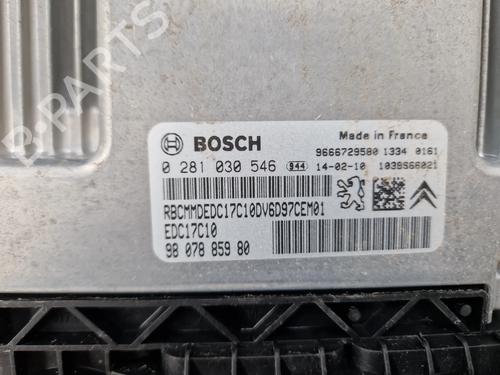 BOSCH
Made in France
9666729580 1334 0161
0 281 030 546 944 14-02-10 1039S66021
RBCMMDEDC17C10DV6D97CEM01
EDC17C10
98 078 859 80
B-PARTS